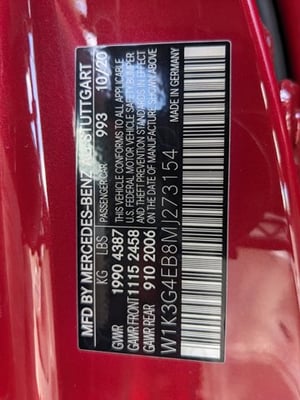 MFD BY MERCEDES-BENZ STUTTGART
KG LBS PASSENGER CAR 993 10/20
GVWR 1990 4387 THIS VEHICLE CONFORMS TO ALL APPLICABLE
GAWR FRONT 1115 2458 U.S. FEDERAL MOTOR VEHICLE SAFETY BUMPER
GAWR REAR 910 2006 AND THEFT PREVENTION STANDARDS IN EFFECT
ON THE DATE OF MANUFACTURE SHOWN ABOVE.
W1K3G4EB8MJ273154 MADE IN GERMANY